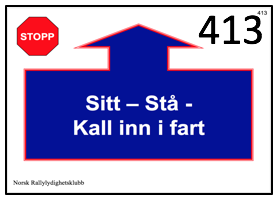 413
STOPP
413
Sitt – Stå -
Kall inn i fart
Norsk Rallylydighetsklubb